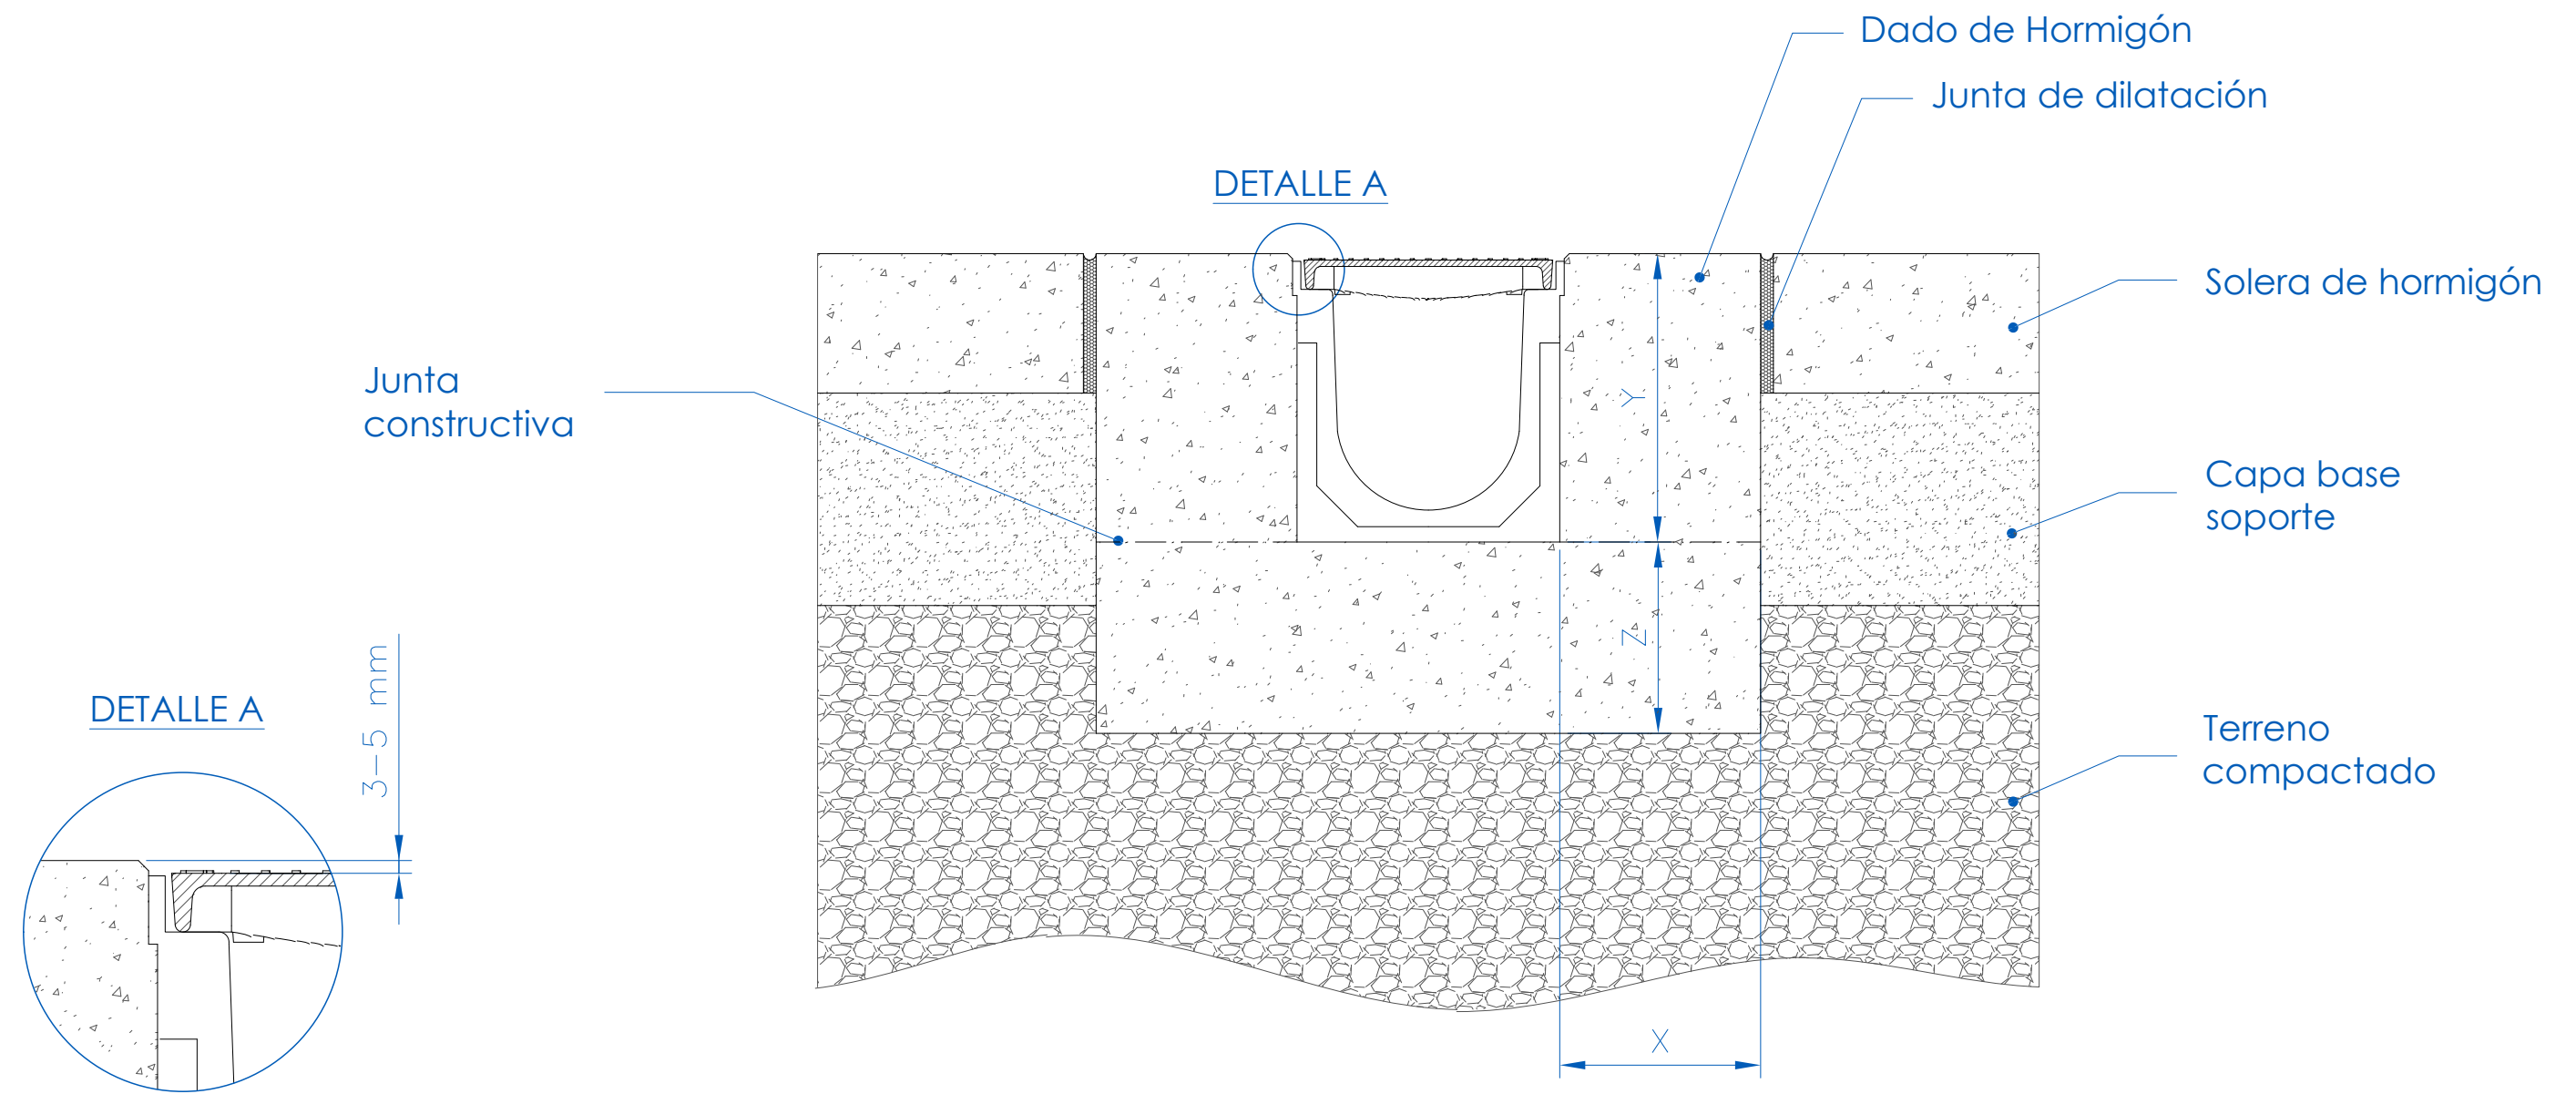 Dado de Hormigón
Junta de dilatación
DETALLE A
Solera de hormigón
Junta
constructiva
Y
Capa base
soporte
Z
3-5 mm
DETALLE A
Terreno
compactado
X